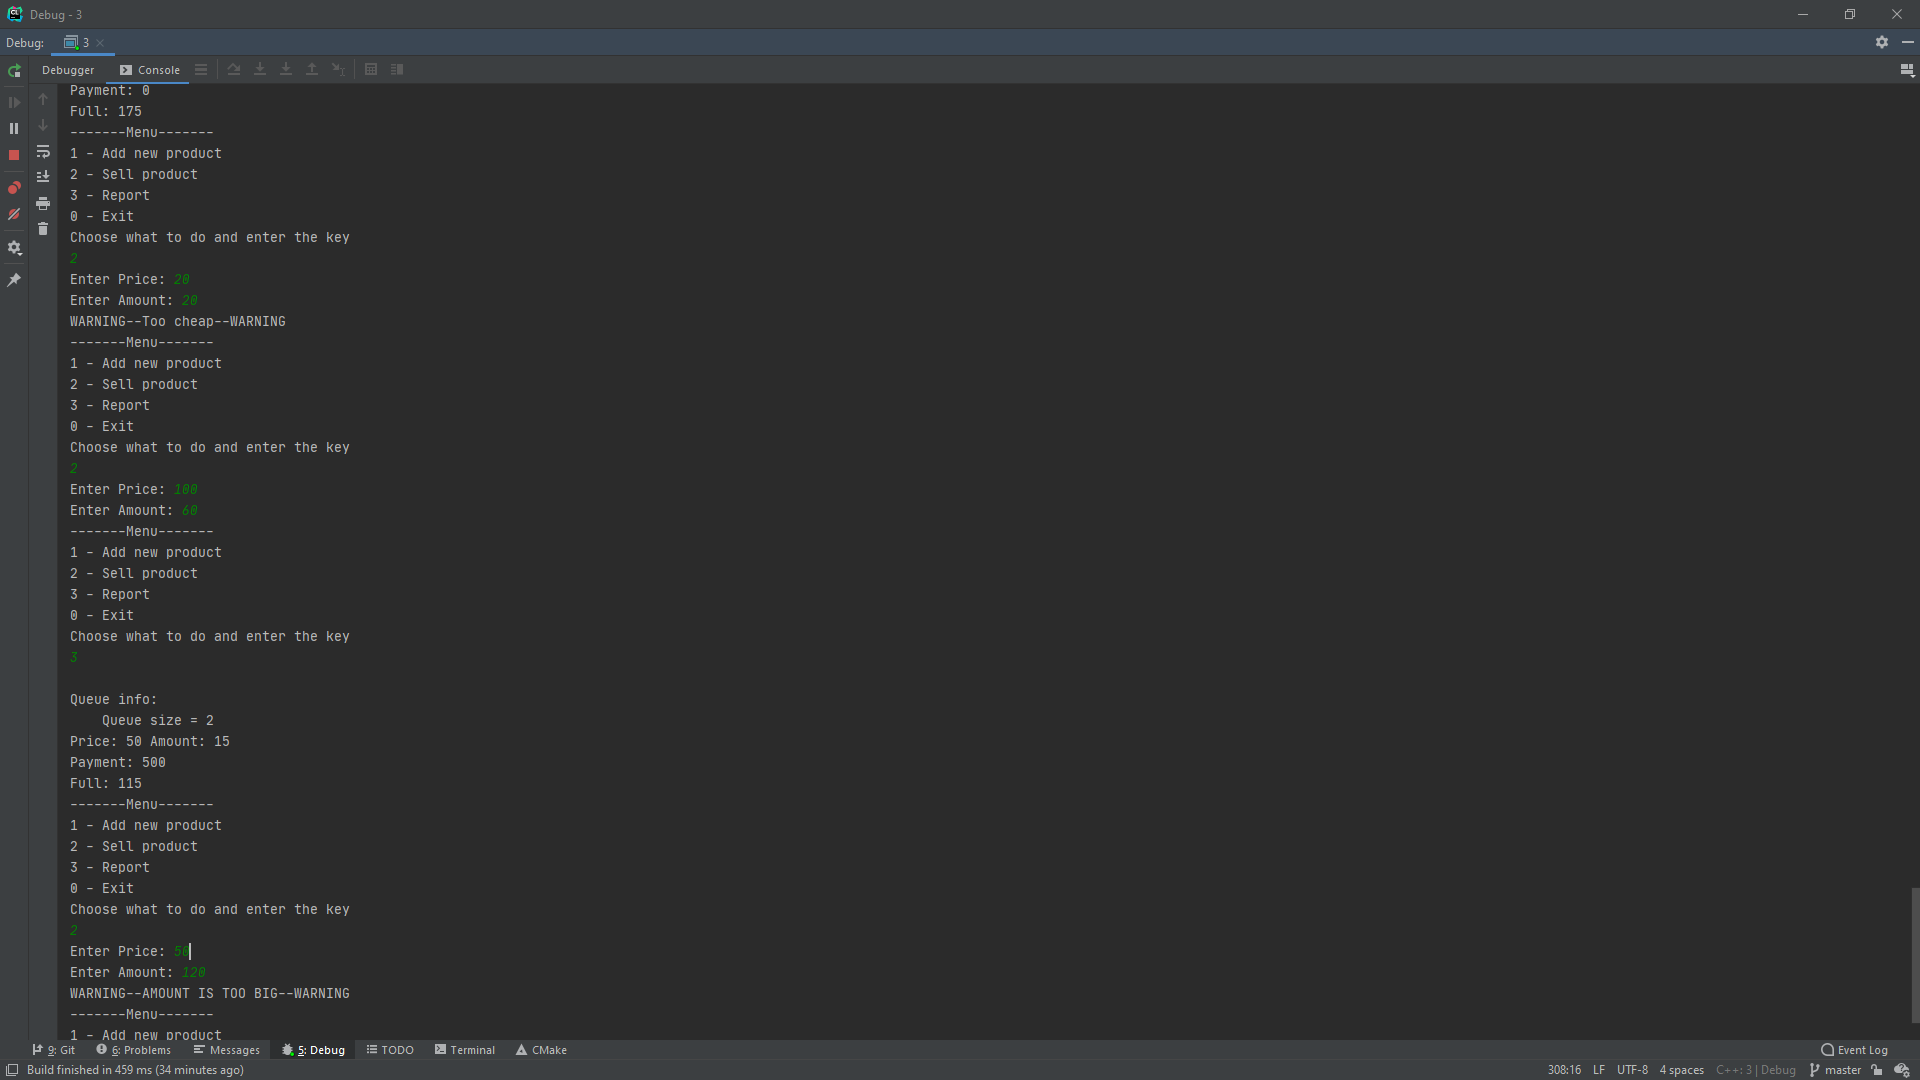 Debug - 3
Debug: 3
Debugger Console
Payment: 0
Full: 175
-------Menu-------
1 - Add new product
2 - Sell product
3 - Report
0 - Exit
Choose what to do and enter the key
2
Enter Price: 20
Enter Amount: 20
WARNING--Too cheap--WARNING
-------Menu-------
1 - Add new product
2 - Sell product
3 - Report
0 - Exit
Choose what to do and enter the key
2
Enter Price: 100
Enter Amount: 60
-------Menu-------
1 - Add new product
2 - Sell product
3 - Report
0 - Exit
Choose what to do and enter the key
3
Queue info:
Queue size = 2
Price: 50 Amount: 15
Payment: 500
Full: 115
-------Menu-------
1 - Add new product
2 - Sell product
3 - Report
0 - Exit
Choose what to do and enter the key
2
Enter Price: 50
Enter Amount: 120
WARNING--AMOUNT IS TOO BIG--WARNING
-------Menu-------
1 - Add new product
9: Git 6: Problems Messages 5: Debug TODO Terminal CMake Event Log
Build finished in 459 ms (34 minutes ago) 308:16 LF UTF-8 4 spaces C++: 3 | Debug master